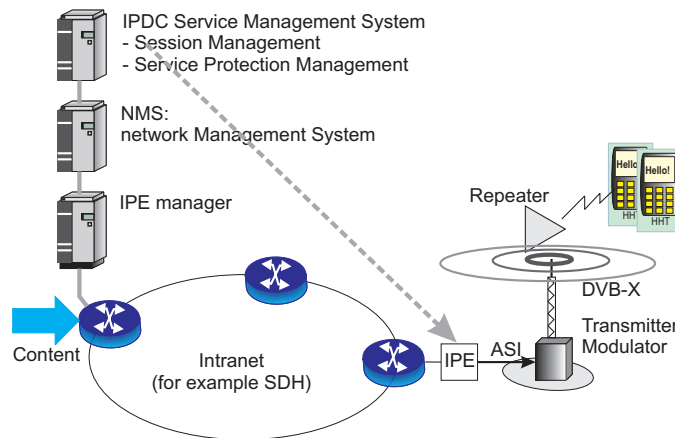 IPDC Service Management System
- Session Management
- Service Protection Management
NMS:
network Management System
IPE manager
Repeater
Hello!
Hello!
HHT
HHT
DVB-X
Transmitter
Modulator
Content
Intranet
(for example SDH)
IPE
ASI